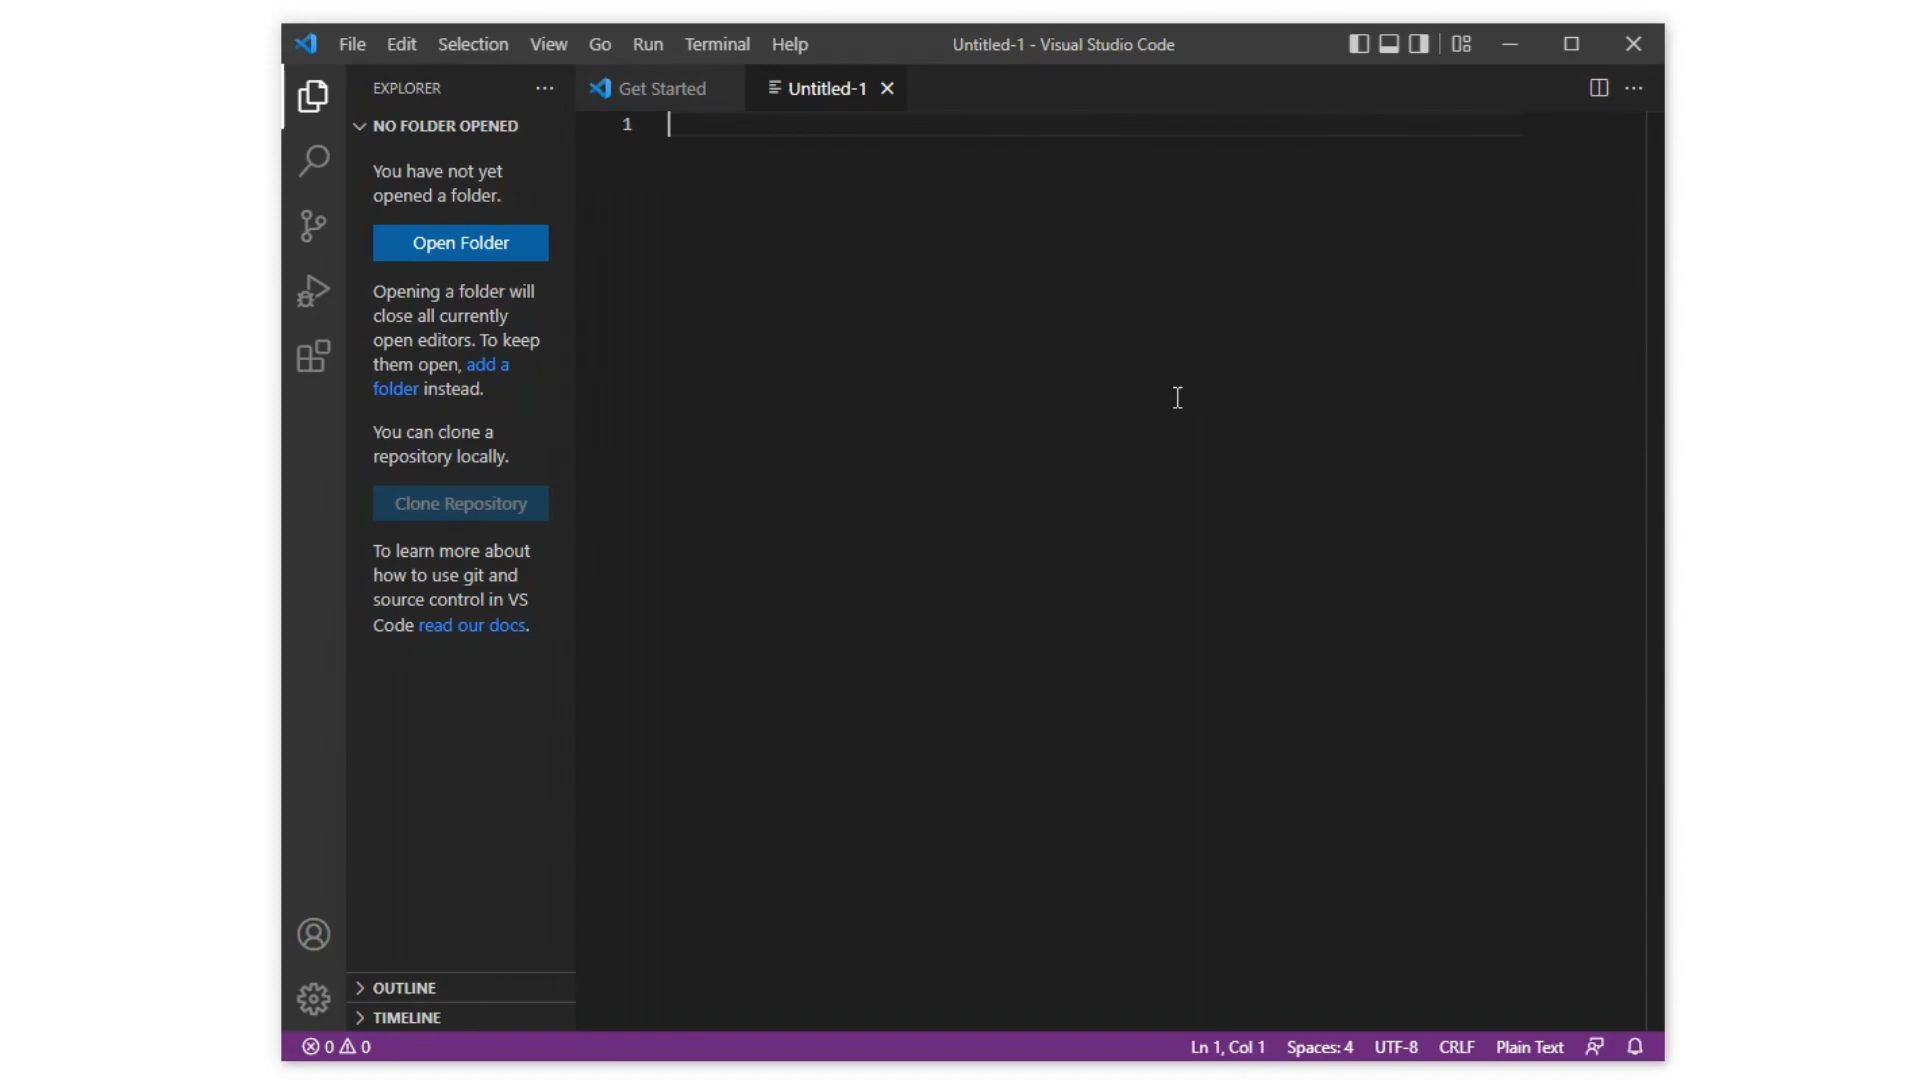 File Edit Selection View Go Run Terminal Help Untitled-1 - Visual Studio Code
EXPLORER
Get Started
Untitled-1
NO FOLDER OPENED
1
You have not yet
opened a folder.
Open Folder
Opening a folder will
close all currently
open editors. To keep
them open, add a
folder instead.
You can clone a
repository locally.
Clone Repository
To learn more about
how to use git and
source control in VS
Code read our docs.
OUTLINE
TIMELINE
0 0 Ln 1, Col 1 Spaces: 4 UTF-8 CRLF Plain Text